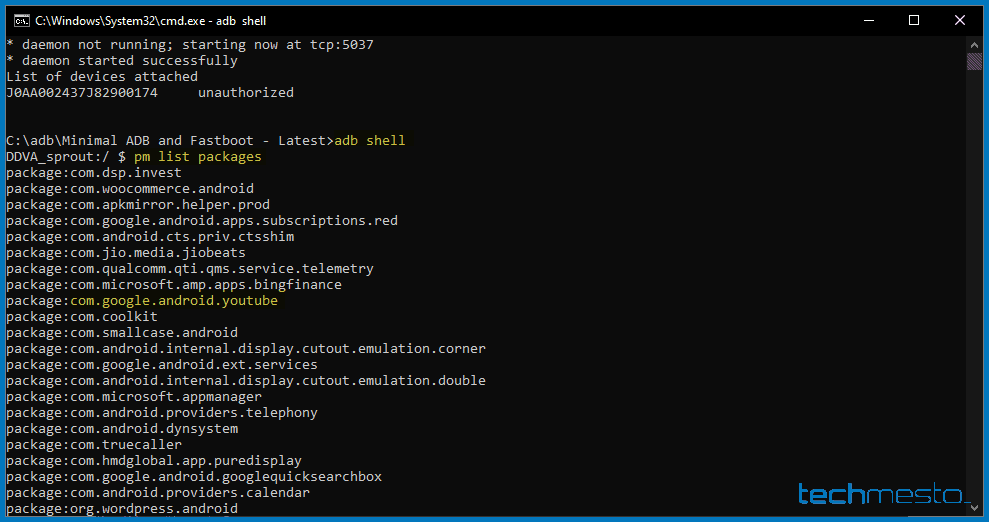 C:\Windows\System32\cmd.exe - adb shell
* daemon not running; starting now at tcp:5037
* daemon started successfully
List of devices attached
J0AA002437J82900174     unauthorized
C:\adb\Minimal ADB and Fastboot - Latest>adb shell
DDVA_sprout:/ $ pm list packages
package:com.dsp.invest
package:com.woocommerce.android
package:com.apkmirror.helper.prod
package:com.google.android.apps.subscriptions.red
package:com.android.cts.priv.ctsshim
package:com.jio.media.jiobeats
package:com.qualcomm.qti.qms.service.telemetry
package:com.microsoft.amp.apps.bingfinance
package:com.google.android.youtube
package:com.coolkit
package:com.smallcase.android
package:com.android.internal.display.cutout.emulation.corner
package:com.google.android.ext.services
package:com.android.internal.display.cutout.emulation.double
package:com.microsoft.appmanager
package:com.android.providers.telephony
package:com.android.dynsystem
package:com.truecaller
package:com.hmdglobal.app.puredisplay
package:com.google.android.googlequicksearchbox
package:com.android.providers.calendar
package:org.wordpress.android
techmesto_